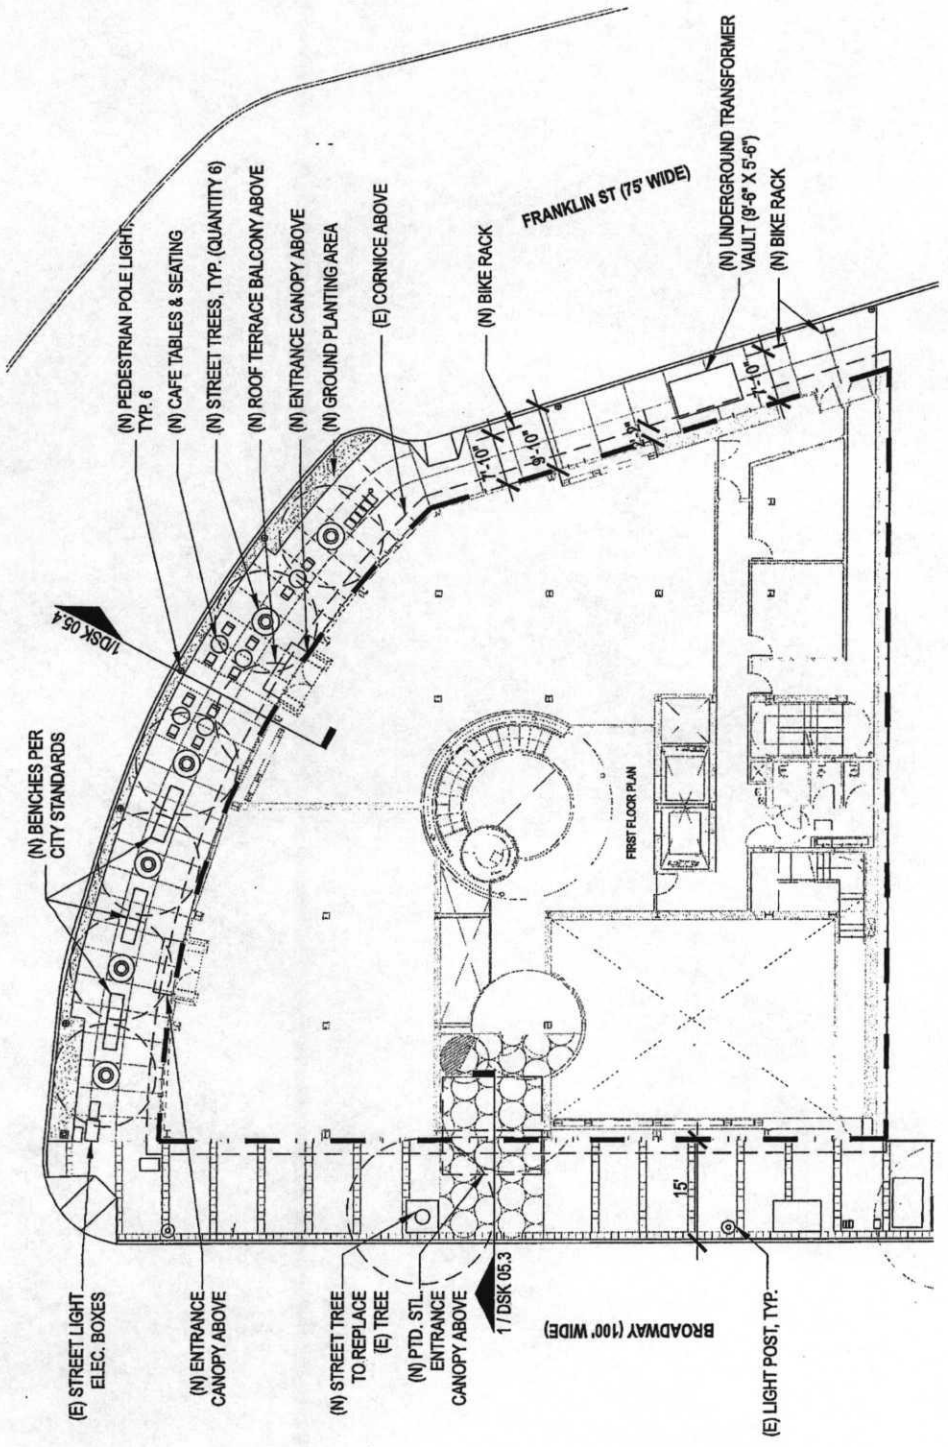 (N) BENCHES PER
CITY STANDARDS
1/DSK 05.4
(N) PEDESTRIAN POLE LIGHT,
TYP. 6
(N) CAFE TABLES & SEATING
(N) STREET TREES, TYP. (QUANTITY 6)
(N) ROOF TERRACE BALCONY ABOVE
(N) ENTRANCE CANOPY ABOVE
(N) GROUND PLANTING AREA
(E) CORNICE ABOVE
(N) BIKE RACK
FRANKLIN ST (75' WIDE)
(N) UNDERGROUND TRANSFORMER
VAULT (9'-6" X 5'-6")
(N) BIKE RACK
7'-10"
9'-10"
7'-10"
FIRST FLOOR PLAN
15'
(E) STREET LIGHT
ELEC. BOXES
(N) ENTRANCE
CANOPY ABOVE
(N) STREET TREE
TO REPLACE
(E) TREE
(N) PTD. STL.
ENTRANCE
CANOPY ABOVE
1 / DSK 05.3
BROADWAY (100' WIDE)
(E) LIGHT POST, TYP.